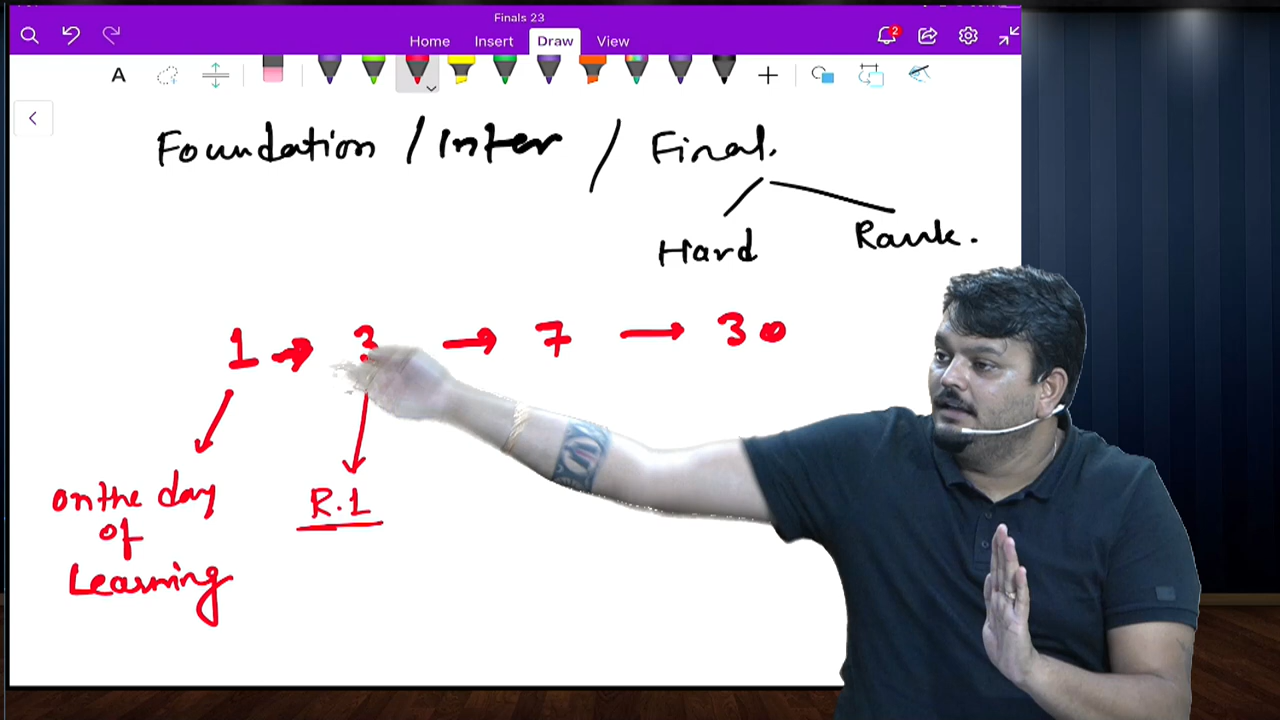 Finals 23
Home Insert Draw View
2
A
Foundation / Inter / Final.
Hard Rank.
1 → 3 → 7 → 30
on the day
of
Learning
R.1